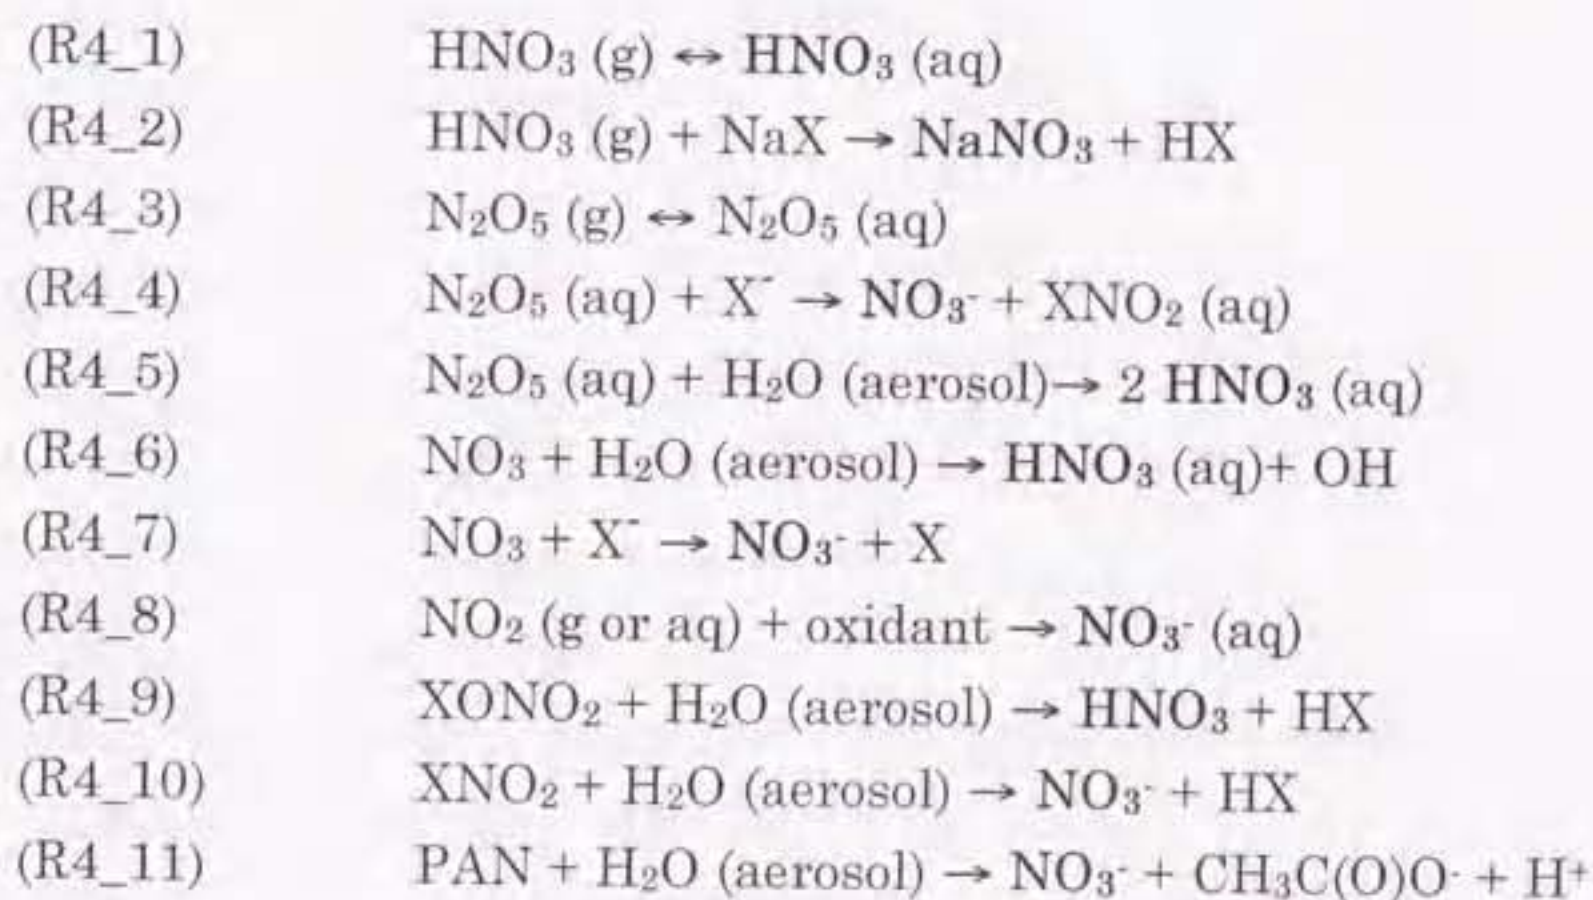 (R4_1) HNO₃ (g) ↔ HNO₃ (aq)
(R4_2) HNO₃ (g) + NaX → NaNO₃ + HX
(R4_3) N₂O₅ (g) ↔ N₂O₅ (aq)
(R4_4) N₂O₅ (aq) + X⁻ → NO₃⁻ + XNO₂ (aq)
(R4_5) N₂O₅ (aq) + H₂O (aerosol)→ 2 HNO₃ (aq)
(R4_6) NO₃ + H₂O (aerosol) → HNO₃ (aq)+ OH
(R4_7) NO₃ + X⁻ → NO₃⁻ + X
(R4_8) NO₂ (g or aq) + oxidant → NO₃⁻ (aq)
(R4_9) XONO₂ + H₂O (aerosol) → HNO₃ + HX
(R4_10) XNO₂ + H₂O (aerosol) → NO₃⁻ + HX
(R4_11) PAN + H₂O (aerosol) → NO₃⁻ + CH₃C(O)O⁻ + H⁺